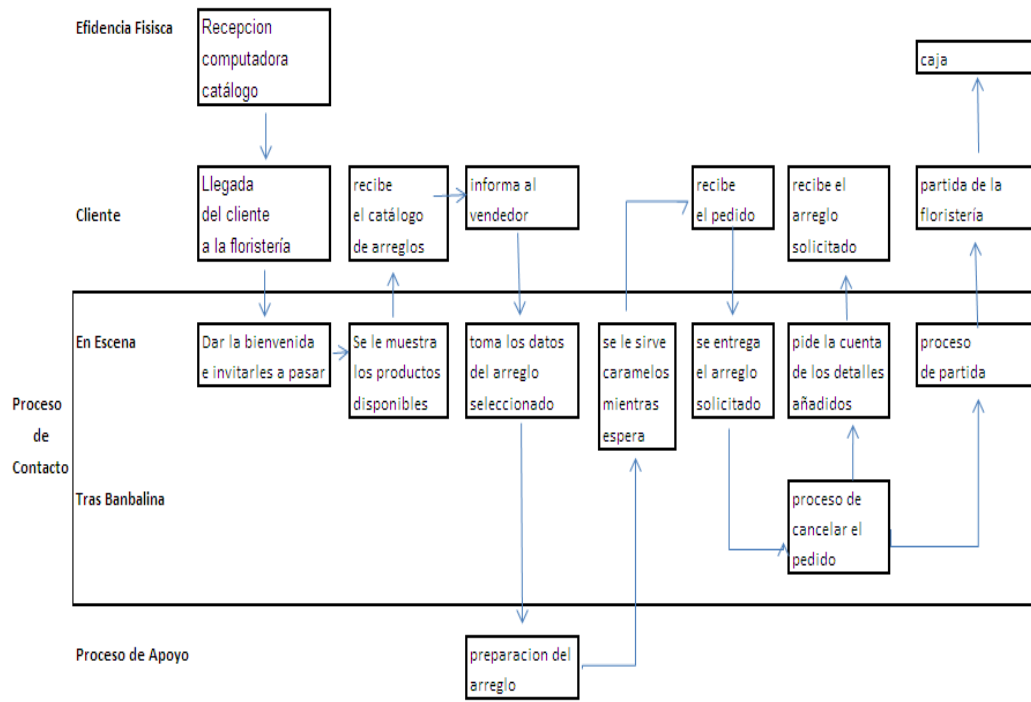 Efidencia Fisisca
Recepcion
computadora
catálogo
caja
Cliente
Llegada
del cliente
a la floristería
recibe
el catálogo
de arreglos
informa al
vendedor
recibe
el pedido
recibe el
arreglo
solicitado
partida de la
floristería
Proceso
de
Contacto
En Escena
Dar la bienvenida
e invitarles a pasar
Se le muestra
los productos
disponibles
toma los datos
del arreglo
seleccionado
se le sirve
caramelos
mientras
espera
se entrega
el arreglo
solicitado
pide la cuenta
de los detalles
añadidos
proceso
de partida
Tras Banbalina
proceso de
cancelar el
pedido
Proceso de Apoyo
preparacion del
arreglo